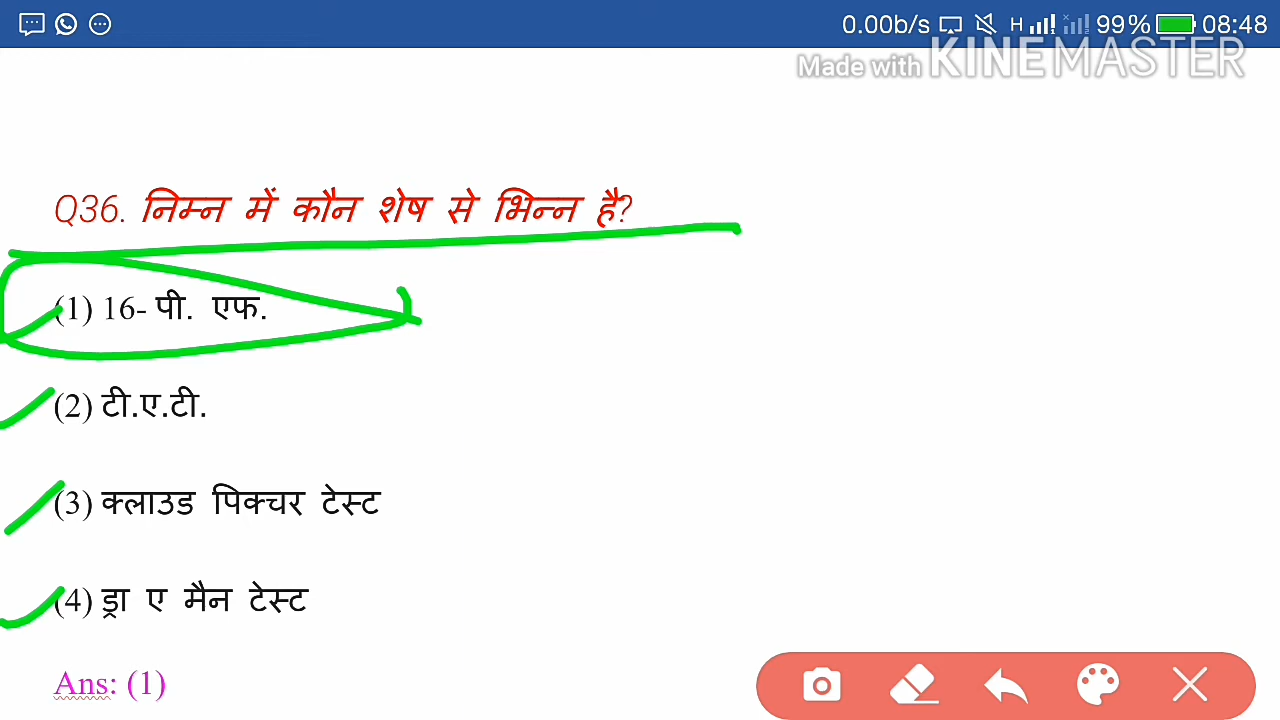 0.00b/s H 99% 08:48
Made with KINEMASTER
Q36. निम्न में कौन शेष से भिन्न है?
(1) 16- पी. एफ.
(2) टी.ए.टी.
(3) क्लाउड पिक्चर टेस्ट
(4) ड्रा ए मैन टेस्ट
Ans: (1)